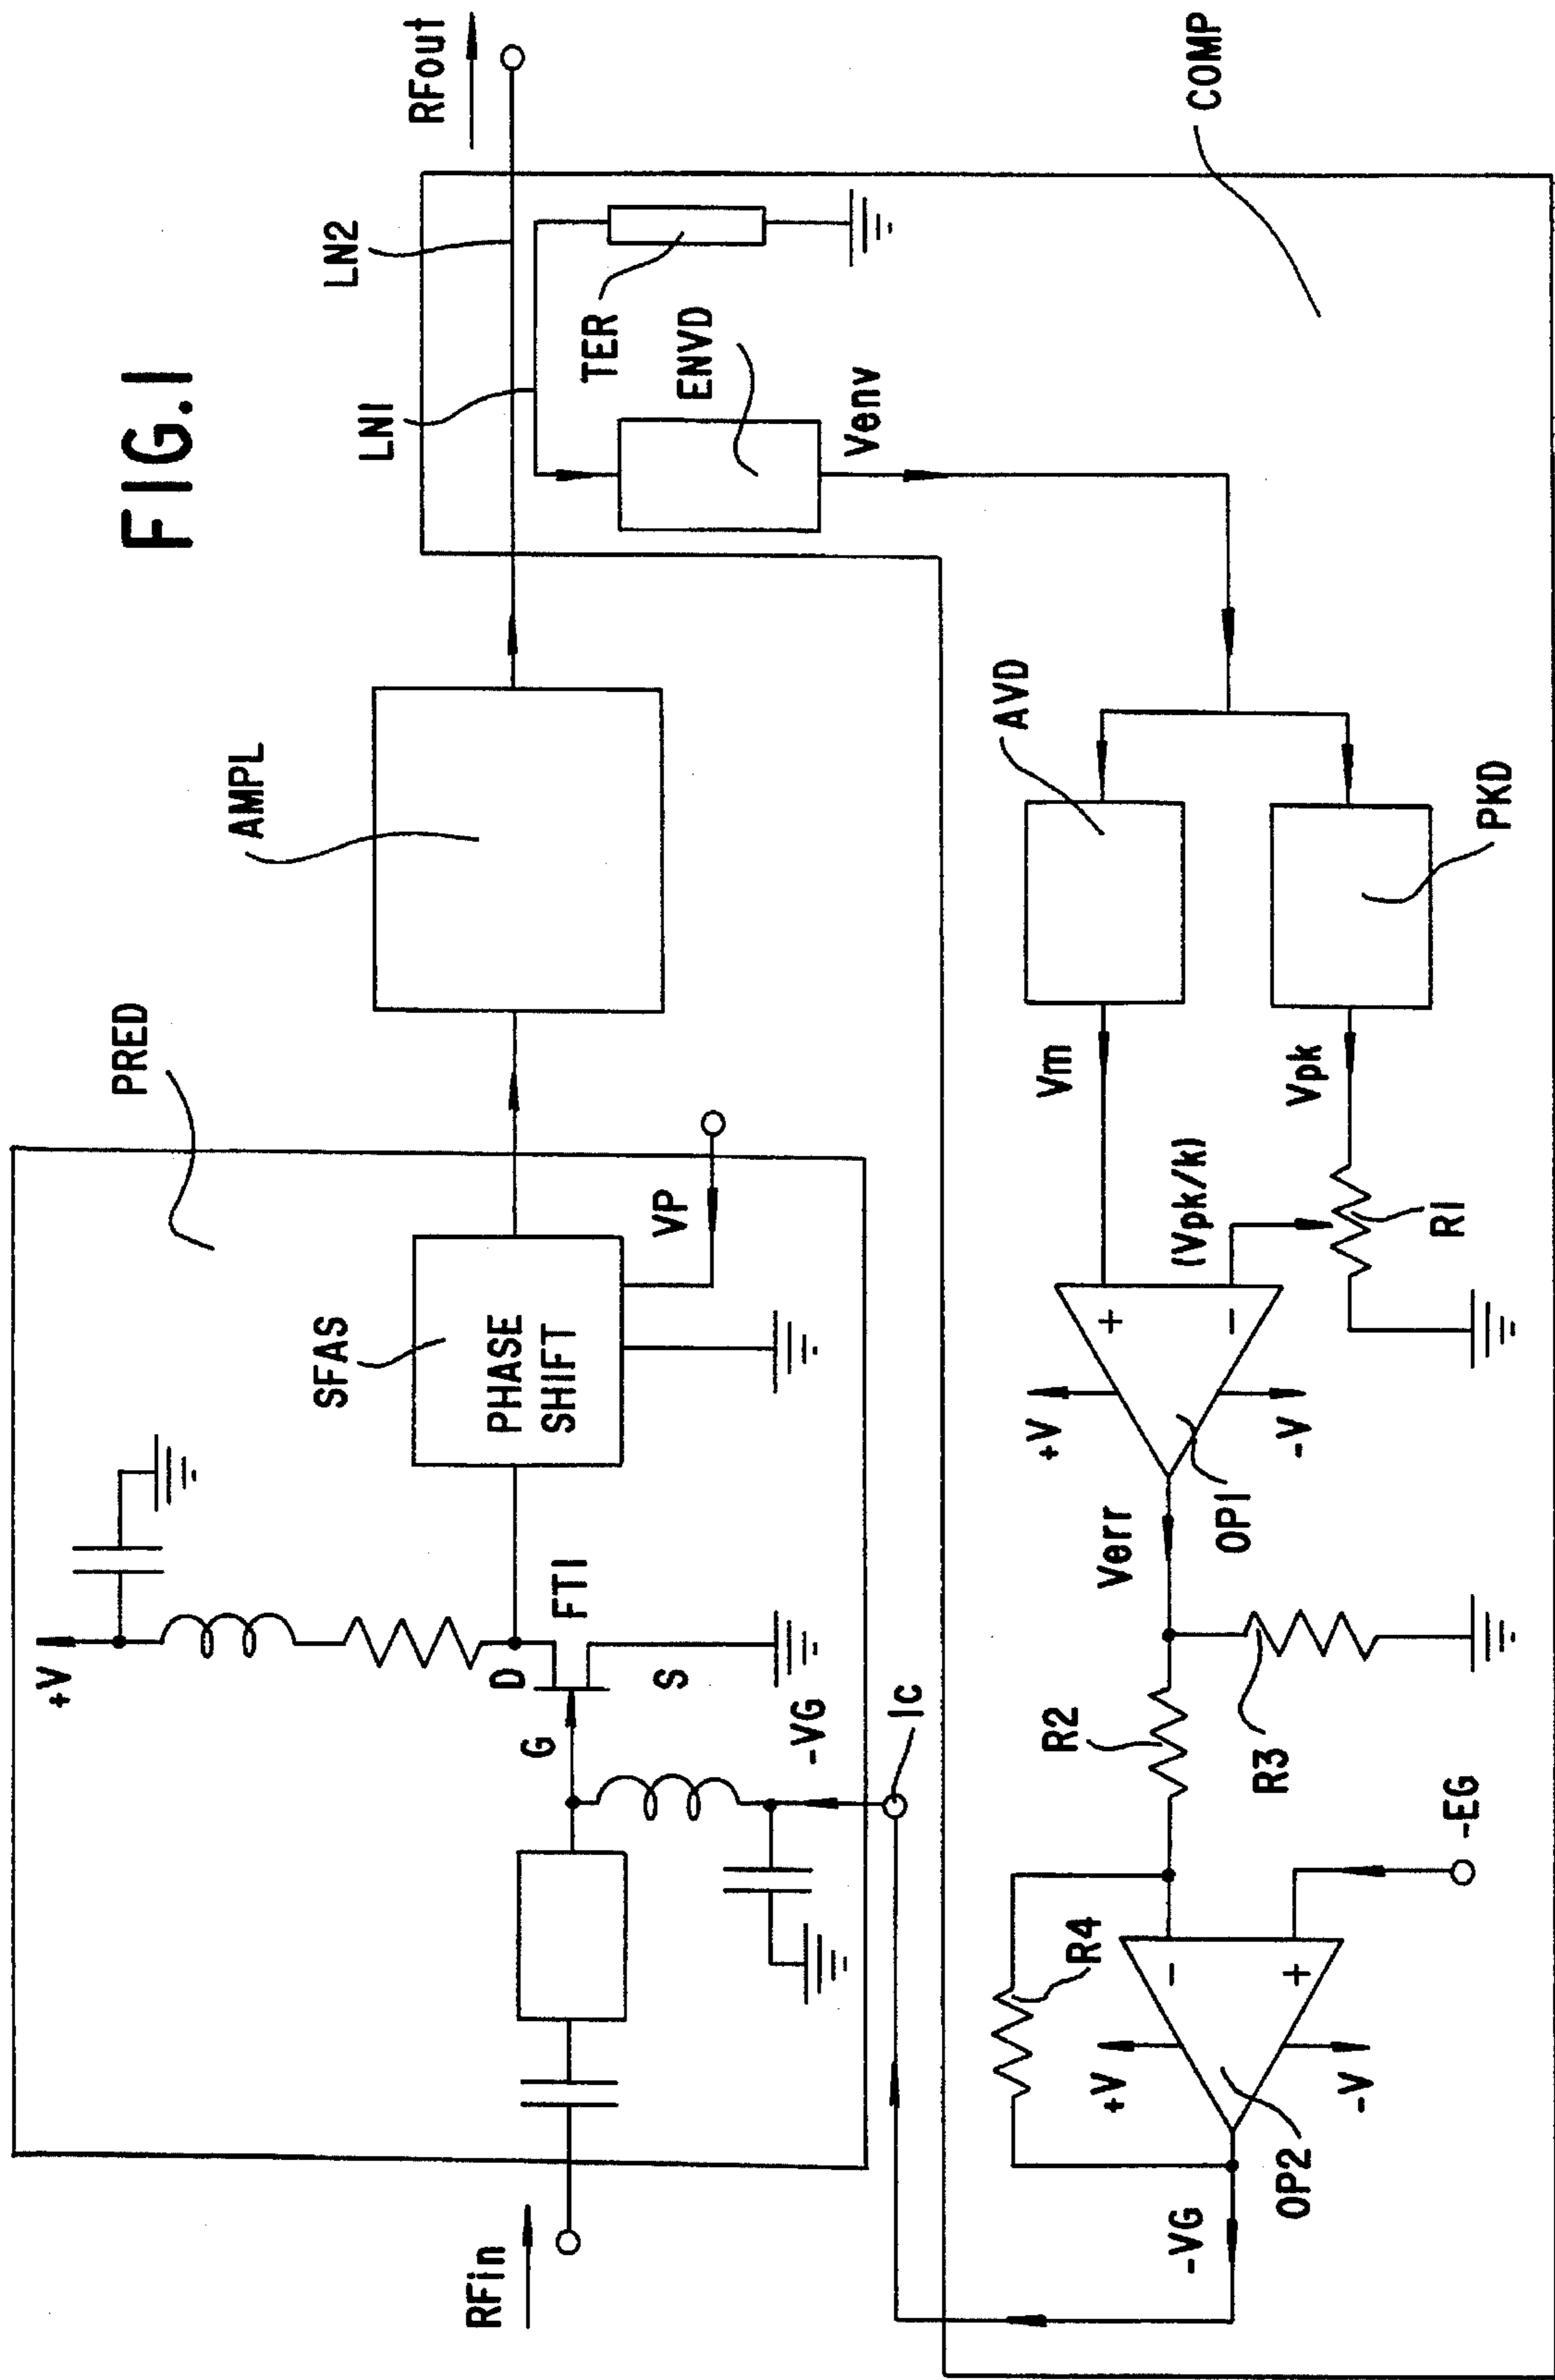 FIG.1
PRED
AMPL
RFout
+V
SFAS
LN1
LN2
D
FT1
PHASE
SHIFT
TER
RFin
G
S
VP
ENVD
-VG
1c
Venv
AVD
COMP
Vm
+V
R4
R2
Verr
+
-
(Vpk/k)
Vpk
+V
-
+
R3
OP1
-V
R1
PKD
-VG
OP2
-V
-EG